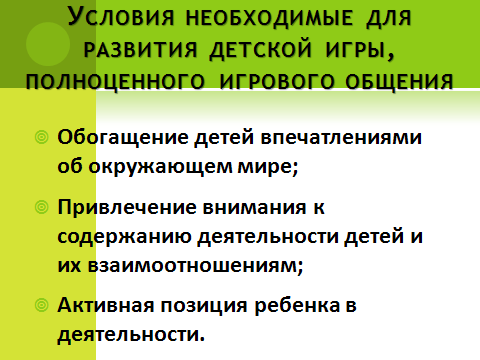 Условия необходимые для
развития детской игры,
полноценного игрового общения
Обогащение детей впечатлениями
об окружающем мире;
Привлечение внимания к
содержанию деятельности детей и
их взаимоотношениям;
Активная позиция ребенка в
деятельности.